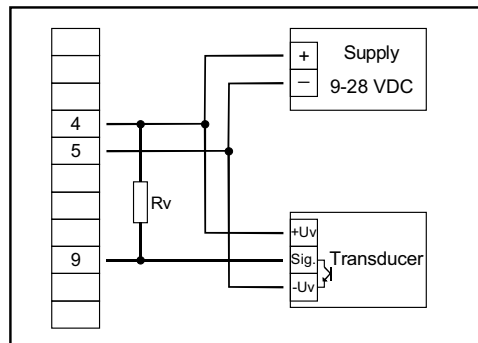 + Supply
− 9-28 VDC
4
5
Rv
+Uv
9 Sig. Transducer
-Uv